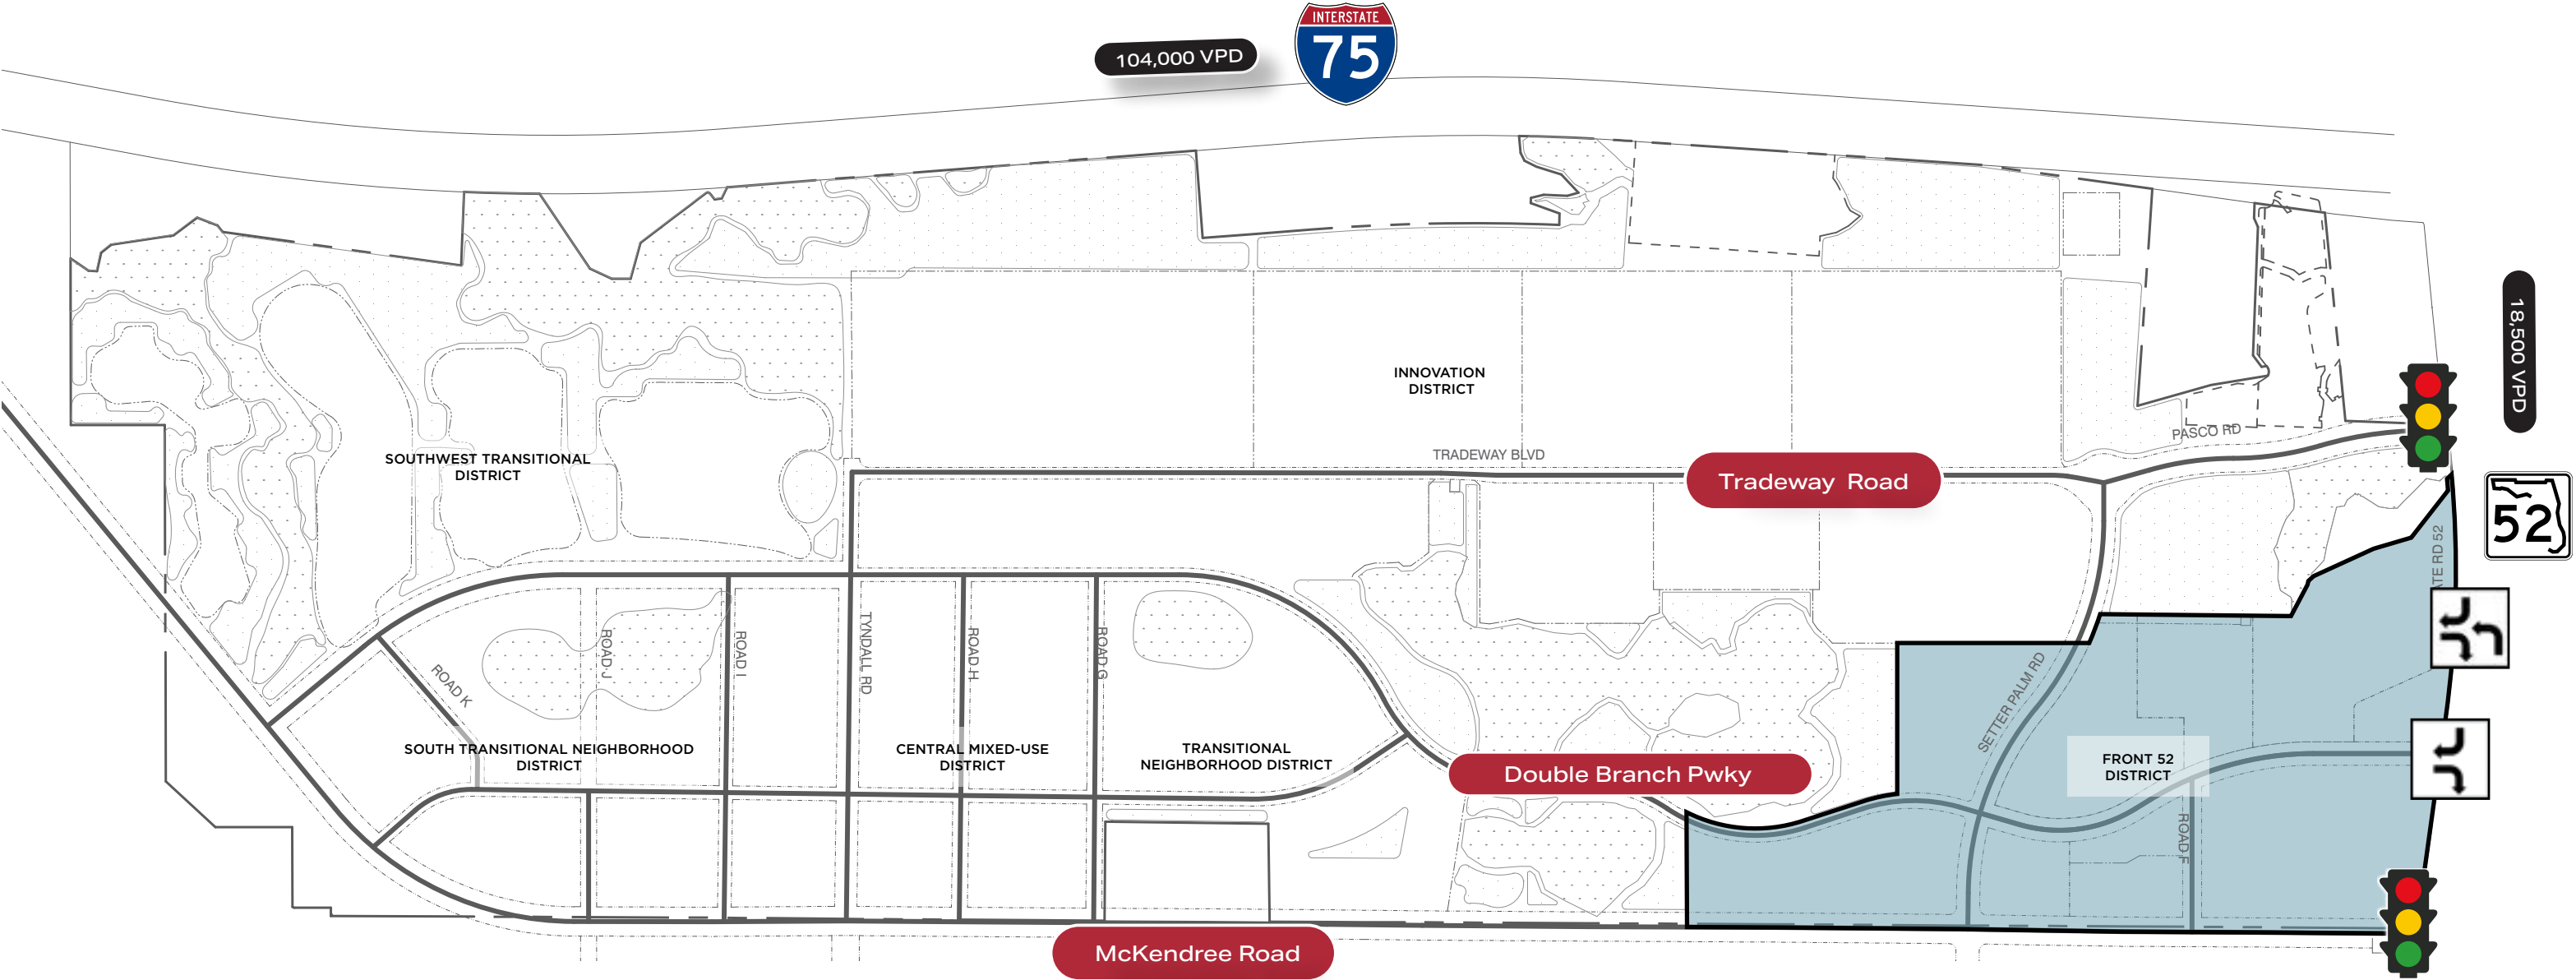 INTERSTATE
75
104,000 VPD
18,500 VPD
INNOVATION
DISTRICT
PASCO RD
TRADEWAY BLVD
SOUTHWEST TRANSITIONAL
DISTRICT
Tradeway Road
52
ATE RD 52
ROAD K
ROAD J
ROAD I
TYNDALL RD
ROAD H
ROAD G
SETTER PALM RD
SOUTH TRANSITIONAL NEIGHBORHOOD
DISTRICT
CENTRAL MIXED-USE
DISTRICT
TRANSITIONAL
NEIGHBORHOOD DISTRICT
Double Branch Pwky
FRONT 52
DISTRICT
ROAD F
McKendree Road